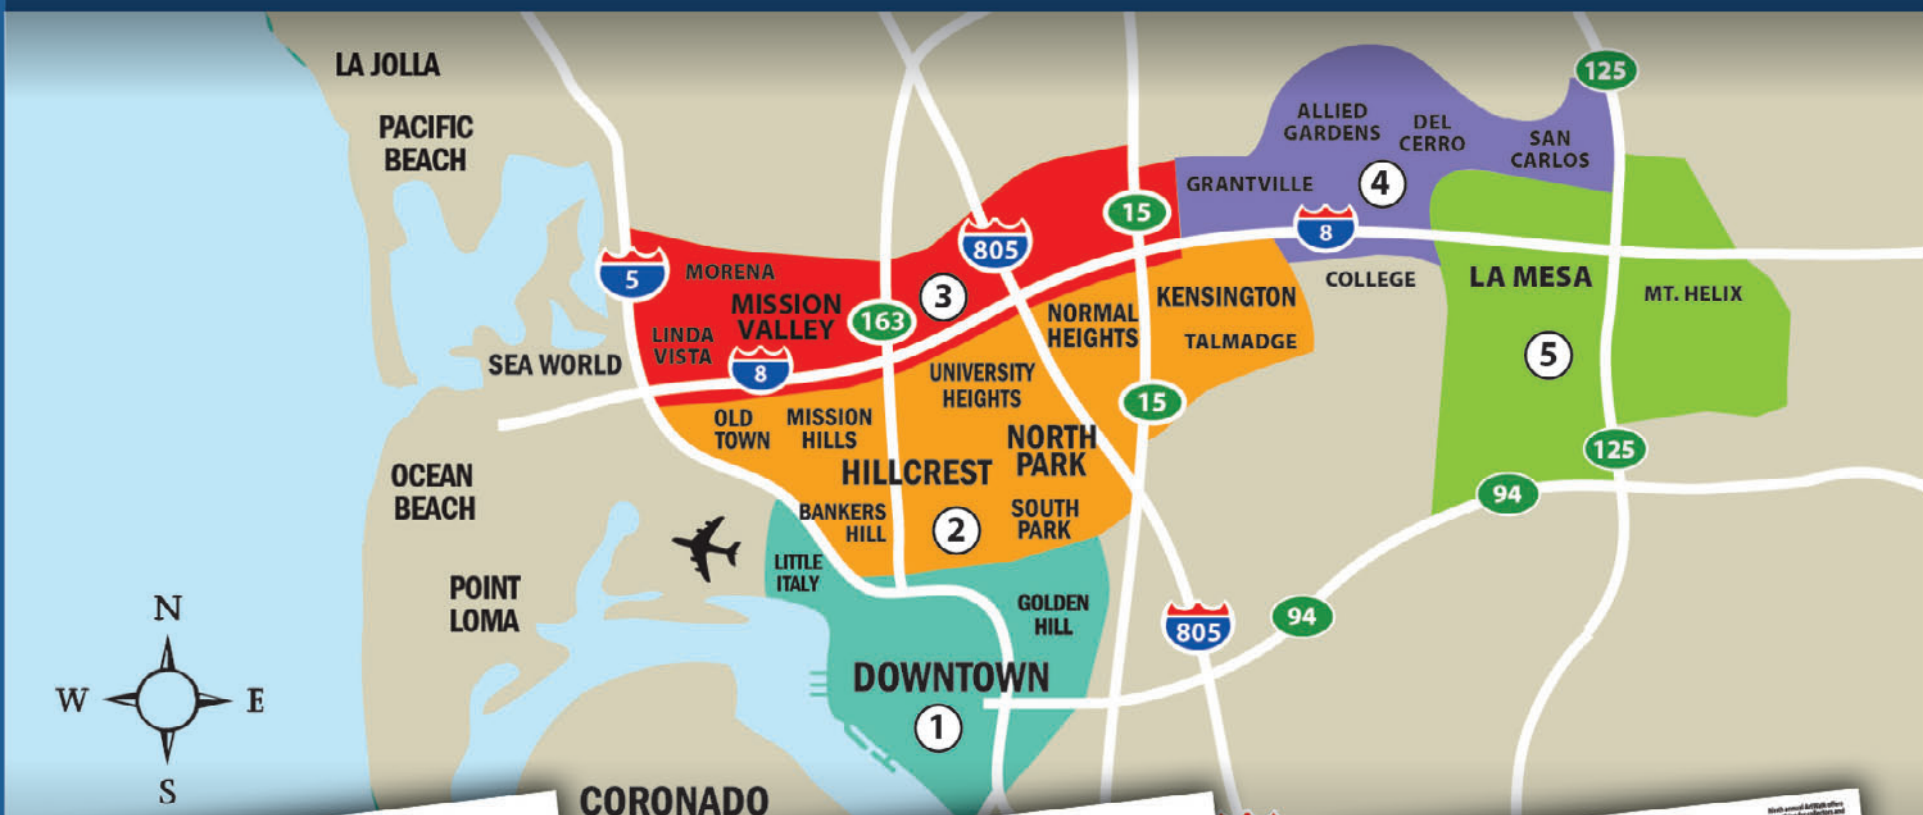 LA JOLLA
PACIFIC
BEACH
125
ALLIED
GARDENS
DEL
CERRO
SAN
CARLOS
GRANTVILLE
4
15
8
805
5
MORENA
MISSION
VALLEY
3
163
LINDA
VISTA
8
SEA WORLD
NORMAL
HEIGHTS
KENSINGTON
TALMADGE
COLLEGE
LA MESA
MT. HELIX
5
UNIVERSITY
HEIGHTS
15
OLD
TOWN
MISSION
HILLS
NORTH
PARK
HILLCREST
125
94
OCEAN
BEACH
BANKERS
HILL
2
SOUTH
PARK
LITTLE
ITALY
POINT
LOMA
GOLDEN
HILL
805
94
N
W
E
S
DOWNTOWN
1
CORONADO